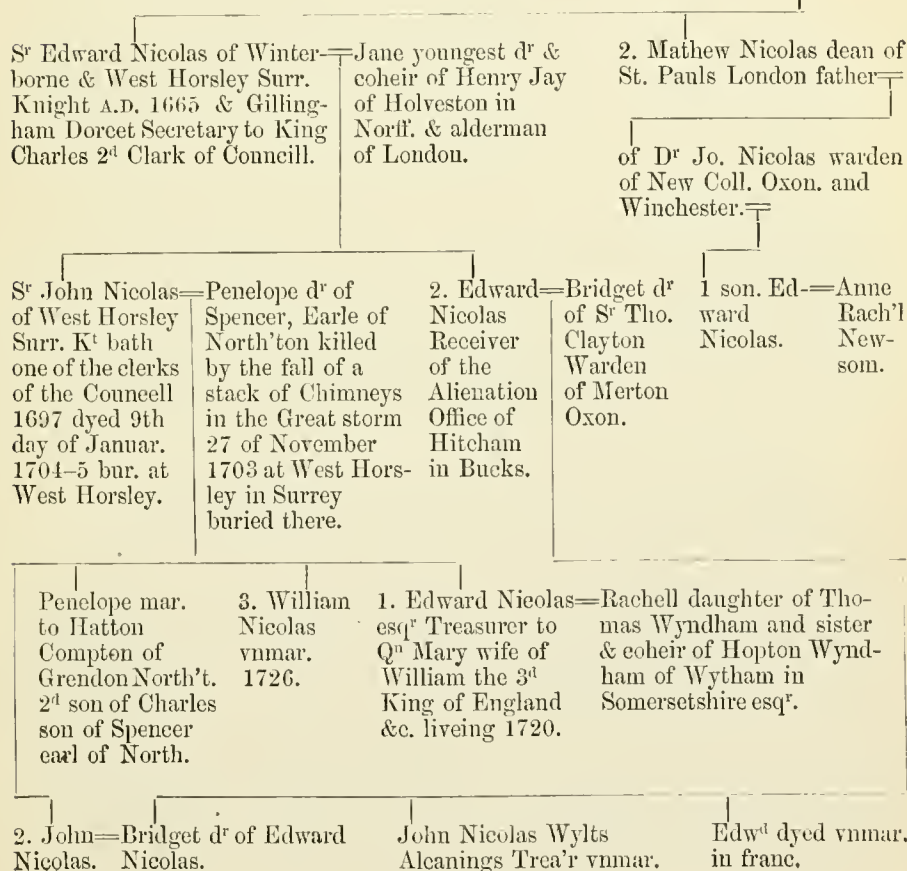 Sʳ Edward Nicolas of Winter-
borne & West Horsley Surr.
Knight A.D. 1665 & Gilling-
ham Dorcet Secretary to King
Charles 2ᵈ Clark of Councill.
Jane youngest dʳ &
coheir of Henry Jay
of Holveston in
Norff. & alderman
of London.
2. Mathew Nicolas dean of
St. Pauls London father
of Dʳ Jo. Nicolas warden
of New Coll. Oxon. and
Winchester.
Sʳ John Nicolas=
of West Horsley
Surr. Kᵗ bath
one of the clerks
of the Councell
1697 dyed 9th
day of Januar.
1704–5 bur. at
West Horsley.
Penelope dʳ of
Spencer, Earle of
North'ton killed
by the fall of a
stack of Chimneys
in the Great storm
27 of November
1703 at West Hors-
ley in Surrey
buried there.
2. Edward=
Nicolas
Receiver
of the
Alienation
Office of
Hitcham
in Bucks.
Bridget dʳ
of Sʳ Tho.
Clayton
Warden
of Merton
Oxon.
1 son. Ed-=
ward
Nicolas.
Anne
Rach'l
New-
som.
Penelope mar.
to Hatton
Compton of
Grendon North't.
2ᵈ son of Charles
son of Spencer
earl of North.
3. William
Nicolas
vnmar.
1726.
1. Edward Nicolas=
esqʳ Treasurer to
Qⁿ Mary wife of
William the 3ᵈ
King of England
&c. liveing 1720.
Rachell daughter of Tho-
mas Wyndham and sister
& coheir of Hopton Wynd-
ham of Wytham in
Somersetshire esqʳ.
2. John=
Nicolas.
Bridget dʳ of Edward
Nicolas.
John Nicolas Wylts
Alcanings Trea'r vnmar.
Edwᵈ dyed vnmar.
in franc.